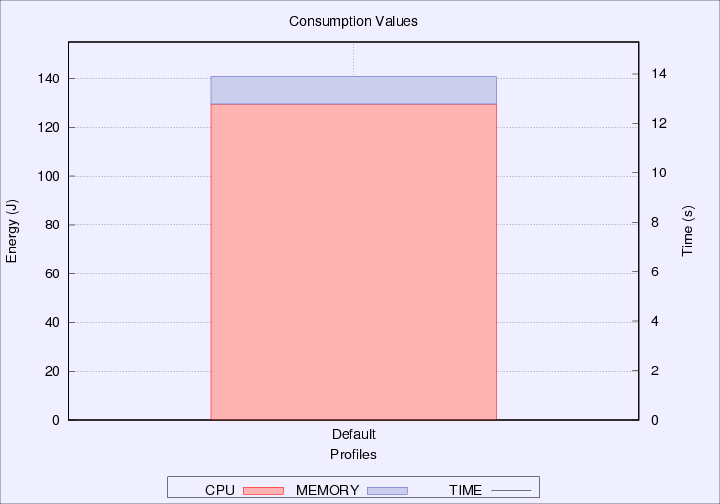 Consumption Values
140
120
100
80
60
40
20
0
Energy (J)
14
12
10
8
6
4
2
0
Time (s)
Default
Profiles
CPU MEMORY TIME